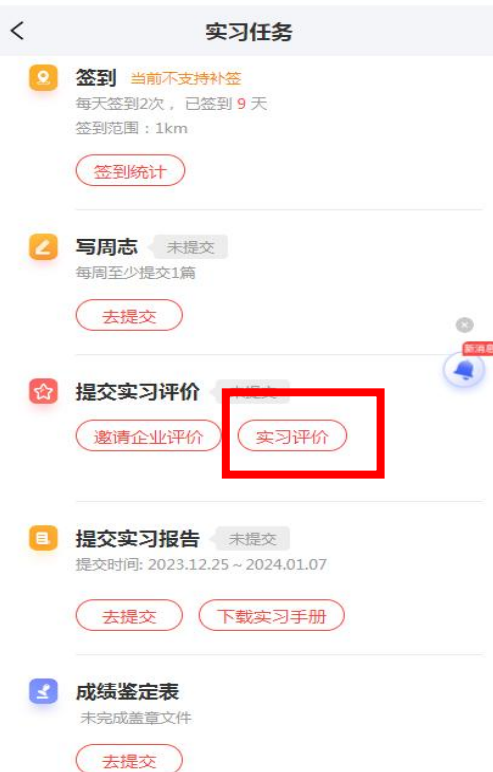 实习任务
签到 当前不支持补签
每天签到2次，已签到 9 天
签到范围：1km
签到统计
写周志 未提交
每周至少提交1篇
去提交
新消息
提交实习评价 未提交
邀请企业评价 实习评价
提交实习报告 未提交
提交时间: 2023.12.25 ~ 2024.01.07
去提交 下载实习手册
成绩鉴定表
未完成盖章文件
去提交